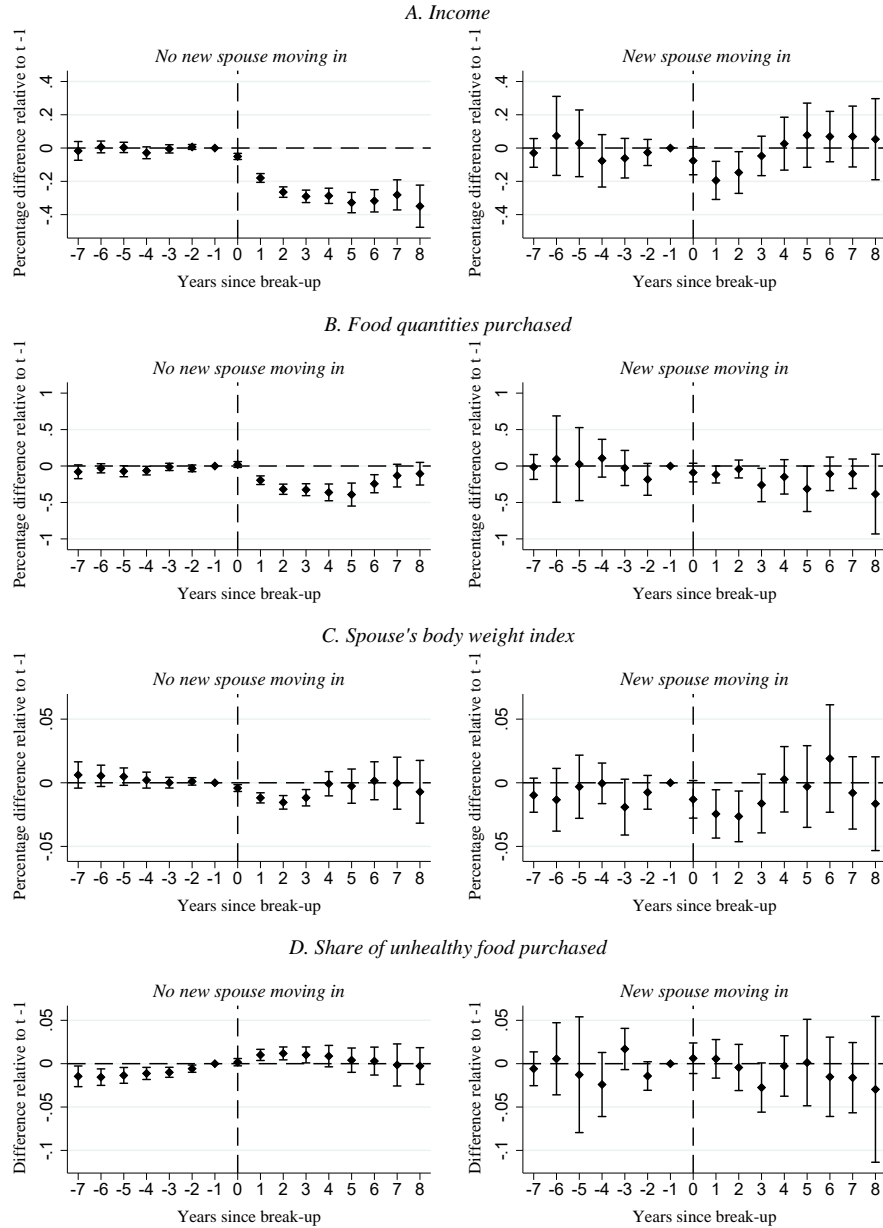 A. Income
No new spouse moving in
New spouse moving in
Percentage difference relative to t -1
.4
.2
0
-.2
-.4
-7 -6 -5 -4 -3 -2 -1 0 1 2 3 4 5 6 7 8
Years since break-up
Percentage difference relative to t -1
.4
.2
0
-.2
-.4
-7 -6 -5 -4 -3 -2 -1 0 1 2 3 4 5 6 7 8
Years since break-up
B. Food quantities purchased
No new spouse moving in
New spouse moving in
Percentage difference relative to t -1
1
.5
0
-.5
-1
-7 -6 -5 -4 -3 -2 -1 0 1 2 3 4 5 6 7 8
Years since break-up
Percentage difference relative to t -1
1
.5
0
-.5
-1
-7 -6 -5 -4 -3 -2 -1 0 1 2 3 4 5 6 7 8
Years since break-up
C. Spouse's body weight index
No new spouse moving in
New spouse moving in
Percentage difference relative to t -1
.05
0
-.05
-7 -6 -5 -4 -3 -2 -1 0 1 2 3 4 5 6 7 8
Years since break-up
Percentage difference relative to t -1
.05
0
-.05
-7 -6 -5 -4 -3 -2 -1 0 1 2 3 4 5 6 7 8
Years since break-up
D. Share of unhealthy food purchased
No new spouse moving in
New spouse moving in
Difference relative to t -1
.05
0
-.05
-.1
-7 -6 -5 -4 -3 -2 -1 0 1 2 3 4 5 6 7 8
Years since break-up
Difference relative to t -1
.05
0
-.05
-.1
-7 -6 -5 -4 -3 -2 -1 0 1 2 3 4 5 6 7 8
Years since break-up